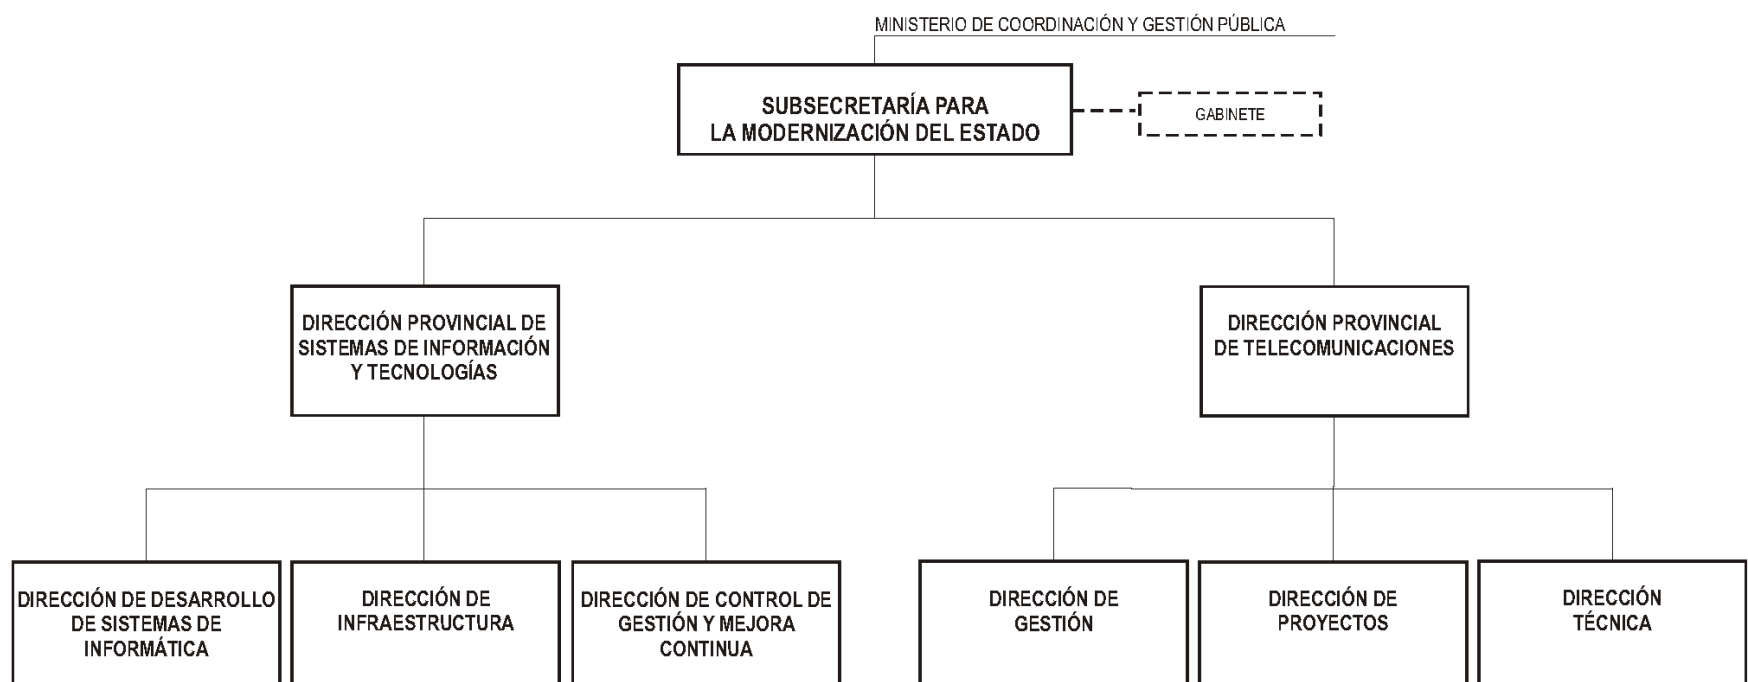 MINISTERIO DE COORDINACIÓN Y GESTIÓN PÚBLICA
SUBSECRETARÍA PARA
LA MODERNIZACIÓN DEL ESTADO
GABINETE
DIRECCIÓN PROVINCIAL DE
SISTEMAS DE INFORMACIÓN
Y TECNOLOGÍAS
DIRECCIÓN PROVINCIAL
DE TELECOMUNICACIONES
DIRECCIÓN DE DESARROLLO
DE SISTEMAS DE
INFORMÁTICA
DIRECCIÓN DE
INFRAESTRUCTURA
DIRECCIÓN DE CONTROL DE
GESTIÓN Y MEJORA
CONTINUA
DIRECCIÓN DE
GESTIÓN
DIRECCIÓN DE
PROYECTOS
DIRECCIÓN
TÉCNICA